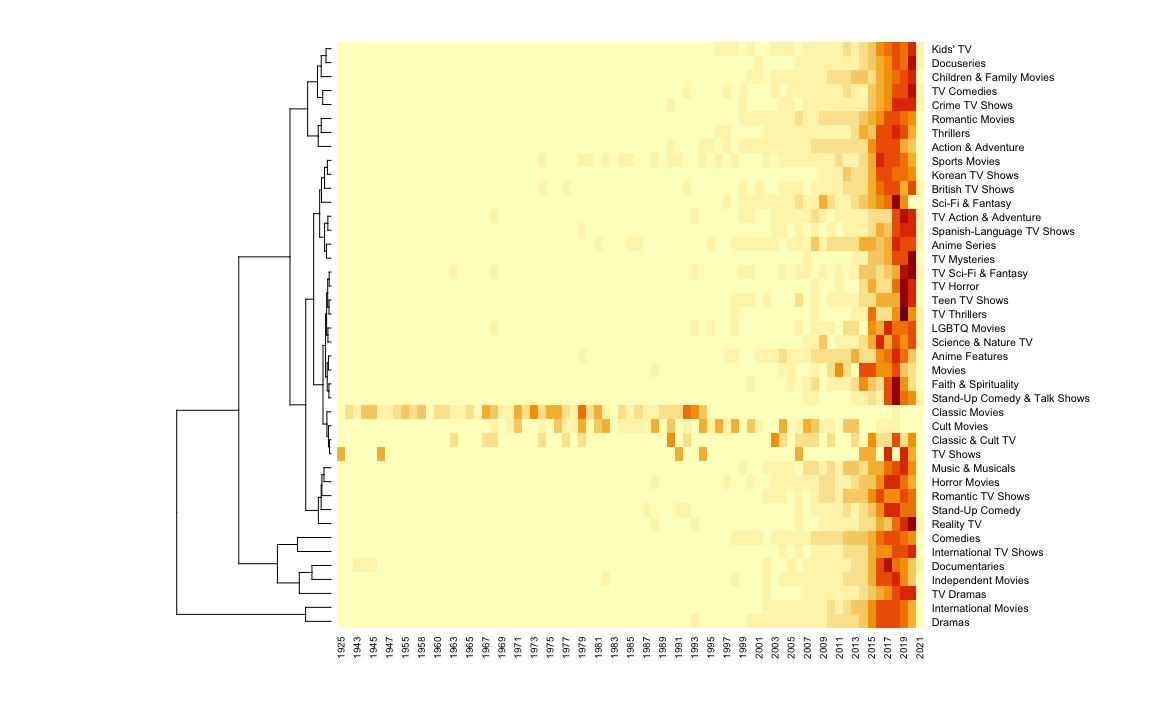 Kids' TV
Docuseries
Children & Family Movies
TV Comedies
Crime TV Shows
Romantic Movies
Thrillers
Action & Adventure
Sports Movies
Korean TV Shows
British TV Shows
Sci-Fi & Fantasy
TV Action & Adventure
Spanish-Language TV Shows
Anime Series
TV Mysteries
TV Sci-Fi & Fantasy
TV Horror
Teen TV Shows
TV Thrillers
LGBTQ Movies
Science & Nature TV
Anime Features
Movies
Faith & Spirituality
Stand-Up Comedy & Talk Shows
Classic Movies
Cult Movies
Classic & Cult TV
TV Shows
Music & Musicals
Horror Movies
Romantic TV Shows
Stand-Up Comedy
Reality TV
Comedies
International TV Shows
Documentaries
Independent Movies
TV Dramas
International Movies
Dramas
1925
1943
1945
1947
1955
1958
1960
1963
1965
1967
1969
1971
1973
1975
1977
1979
1981
1983
1985
1987
1989
1991
1993
1995
1997
1999
2001
2003
2005
2007
2009
2011
2013
2015
2017
2019
2021